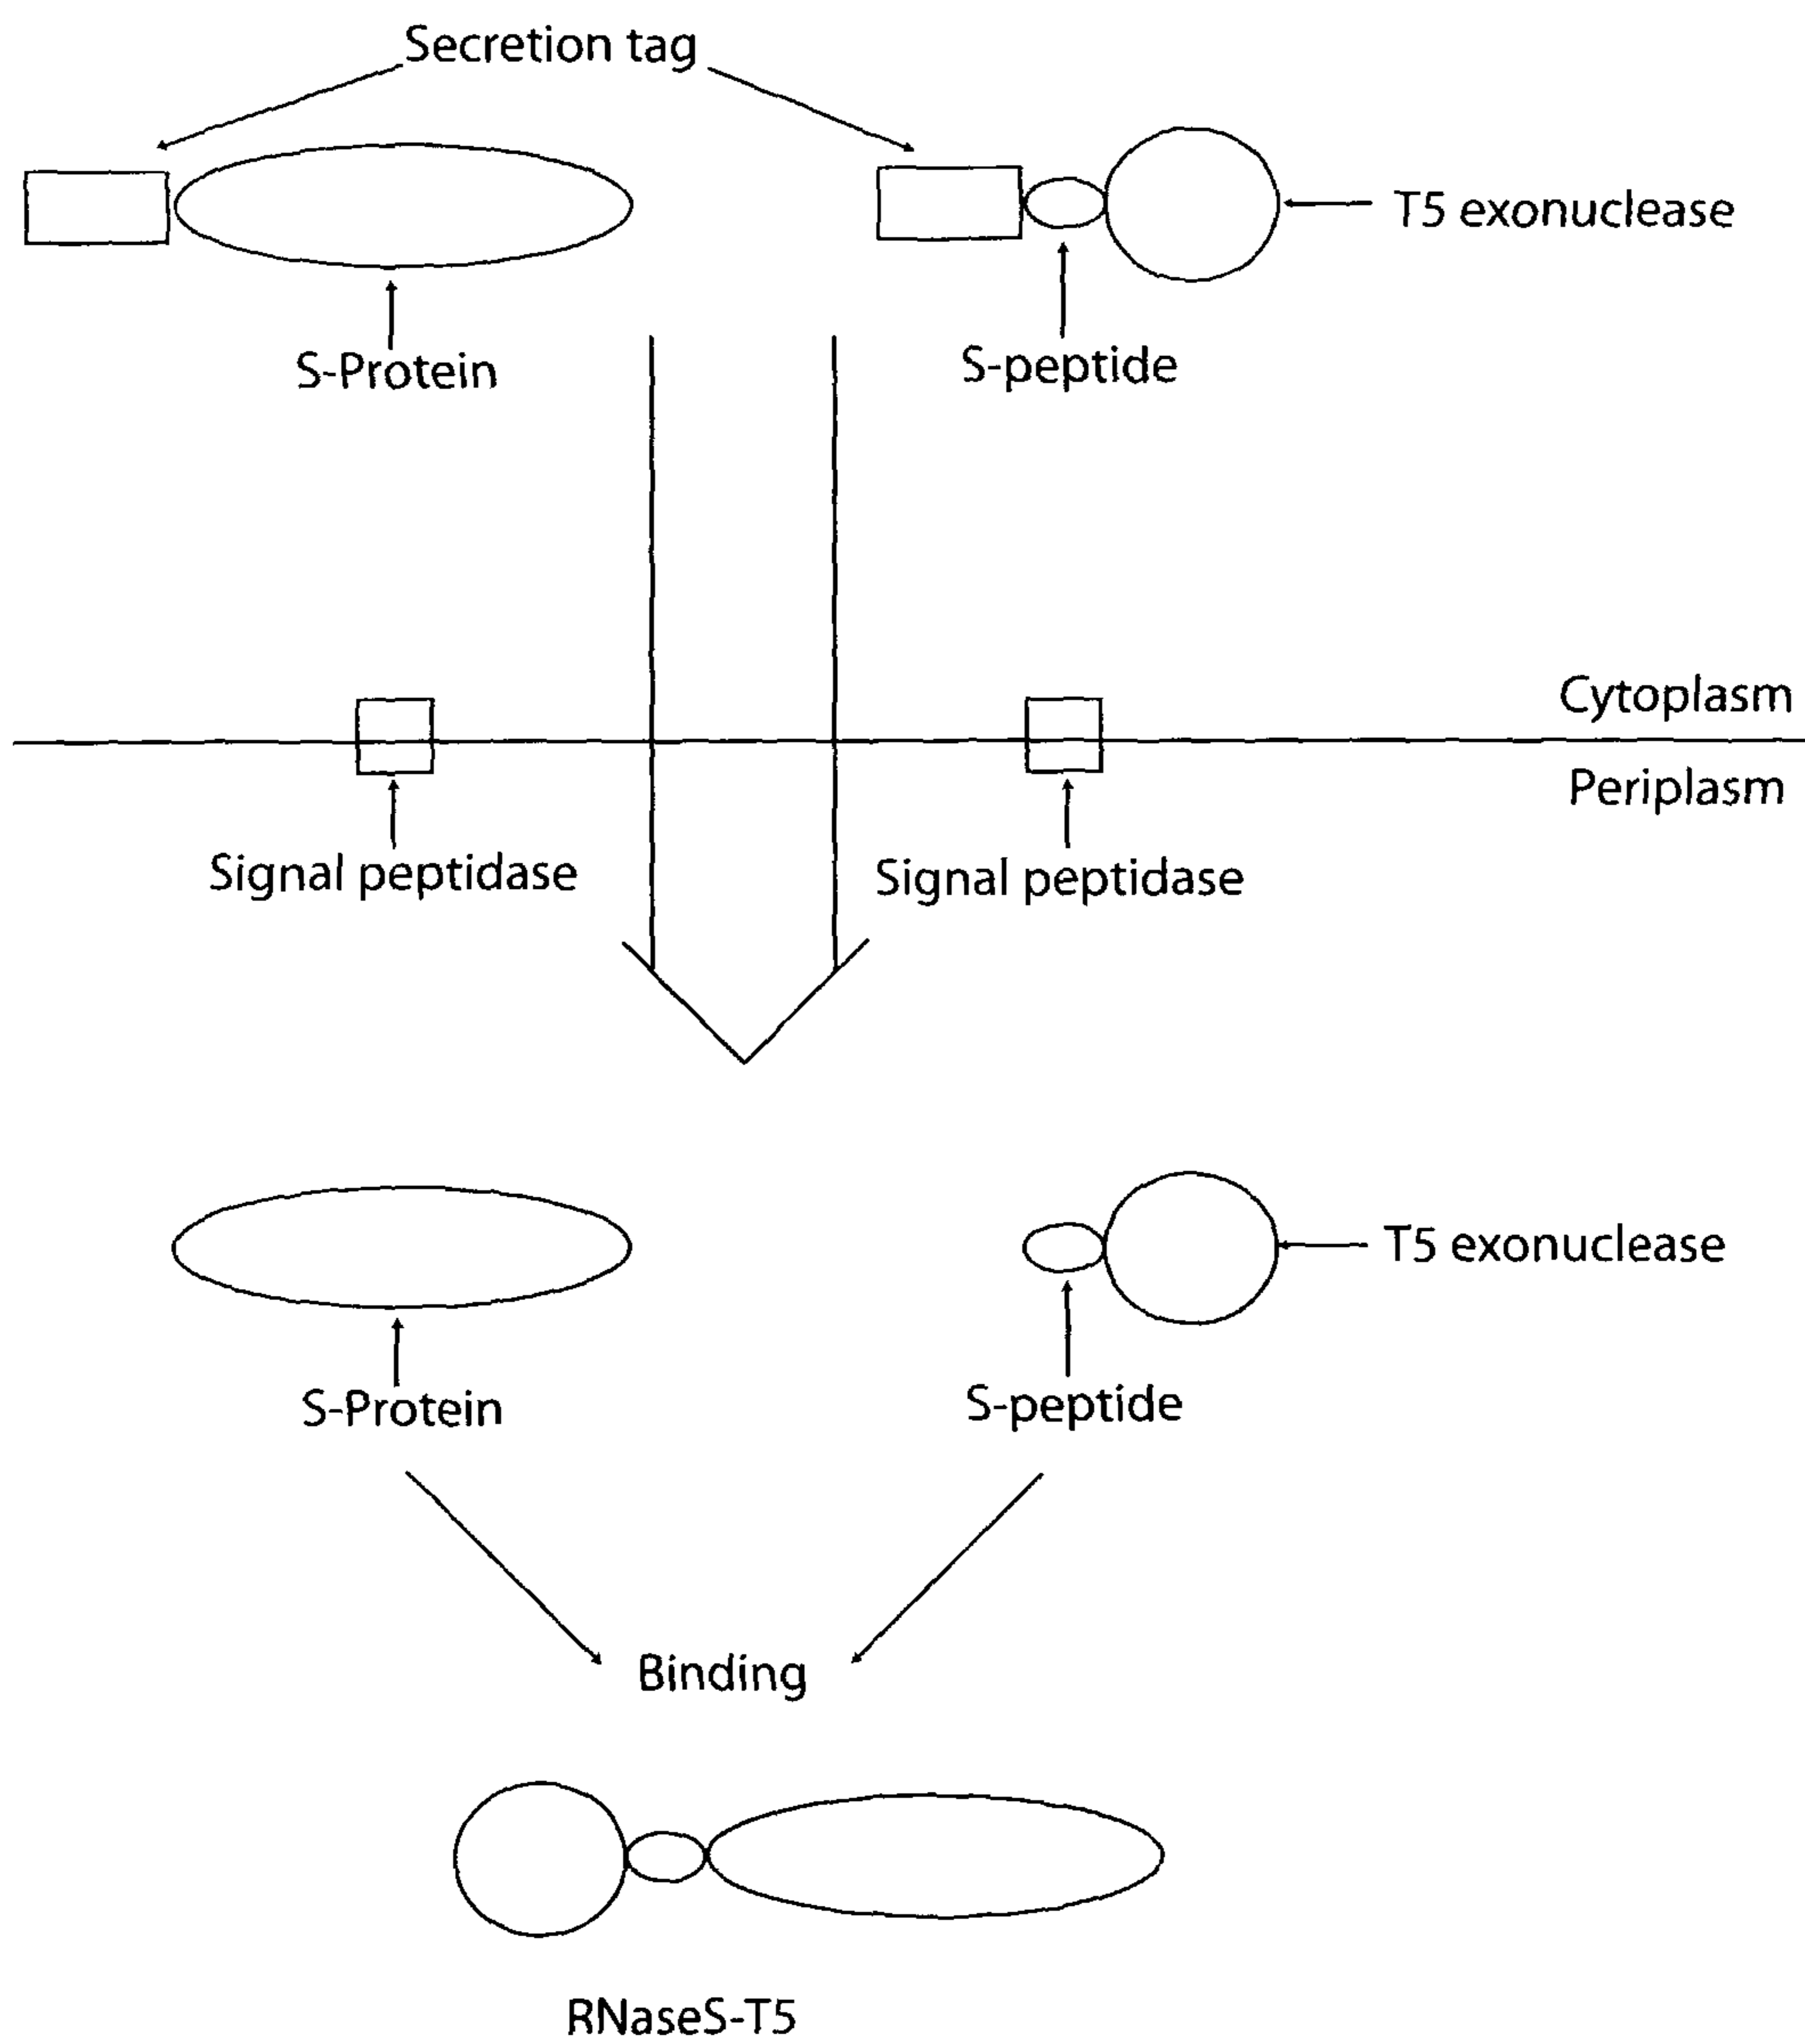 Secretion tag
T5 exonuclease
S-Protein
S-peptide
Cytoplasm
Periplasm
Signal peptidase
Signal peptidase
T5 exonuclease
S-Protein
S-peptide
Binding
RNaseS-T5